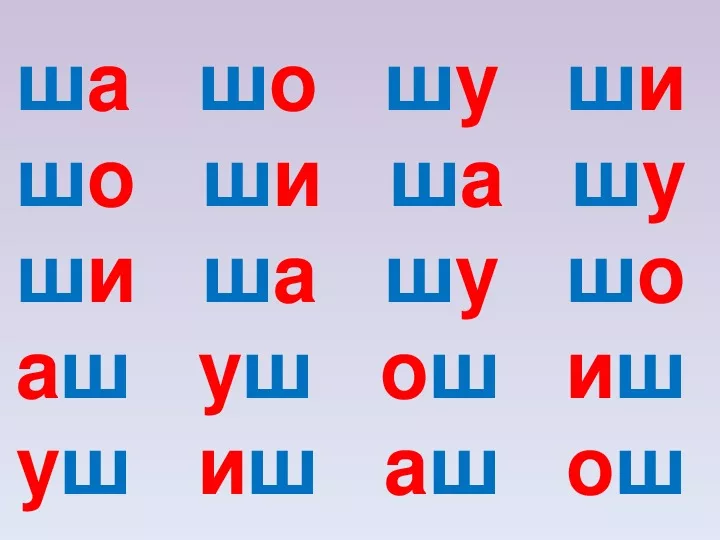 ша шо шу ши
шо ши ша шу
ши ша шу шо
аш уш ош иш
уш иш аш ош